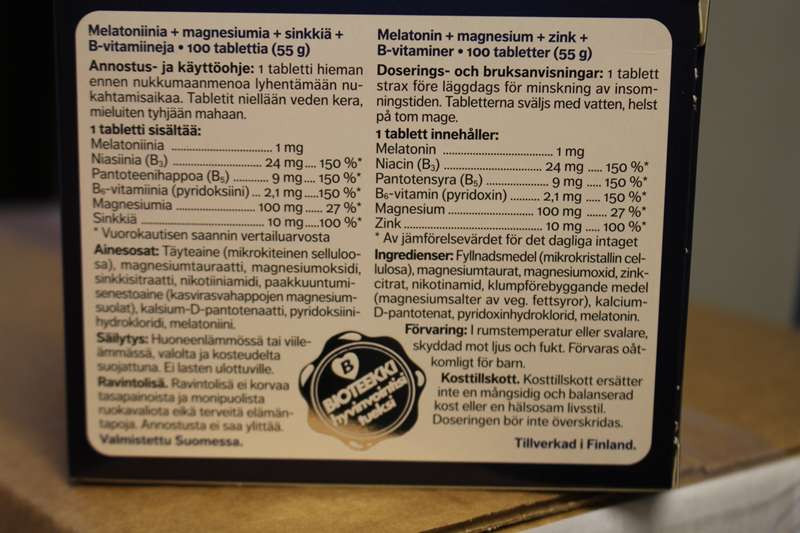 Melatoniinia + magnesiumia + sinkkiä +
B-vitamiineja • 100 tablettia (55 g)
Annostus- ja käyttöohje: 1 tabletti hieman
ennen nukkumaanmenoa lyhentämään nu-
kahtamisaikaa. Tabletit niellään veden kera,
mieluiten tyhjään mahaan.
1 tabletti sisältää:
Melatoniinia ........ 1 mg
Niasiinia (B3) ........ 24 mg .... 150 %*
Pantoteenihappoa (B5) ........ 9 mg .... 150 %*
B6-vitamiinia (pyridoksiini) ... 2,1 mg .... 150 %*
Magnesiumia ........ 100 mg ..... 27 %*
Sinkkiä ........ 10 mg .... 100 %*
* Vuorokautisen saannin vertailuarvosta
Ainesosat: Täyteaine (mikrokiteinen selluloo-
sa), magnesiumtauraatti, magnesiumoksidi,
sinkkisitraatti, nikotiiniamidi, paakkuuntumi-
senestoaine (kasvirasvahappojen magnesium-
suolat), kalsium-D-pantotenaatti, pyridoksiini-
hydrokloridi, melatoniini.
Säilytys: Huoneenlämmössä tai viile-
ämmässä, valolta ja kosteudelta
suojattuna. Ei lasten ulottuville.
Ravintolisä. Ravintolisä ei korvaa
tasapainoista ja monipuolista
ruokavaliota eikä terveitä elämän-
tapoja. Annostusta ei saa ylittää.
Valmistettu Suomessa.
B
BIOTEEKKI
hyvinvointisi
tueksi
Melatonin + magnesium + zink +
B-vitaminer • 100 tabletter (55 g)
Doserings- och bruksanvisningar: 1 tablett
strax före läggdags för minskning av insom-
ningstiden. Tabletterna sväljs med vatten, helst
på tom mage.
1 tablett innehåller:
Melatonin ........ 1 mg
Niacin (B3) ........ 24 mg ..... 150 %*
Pantotensyra (B5) ........ 9 mg ..... 150 %*
B6-vitamin (pyridoxin) ........ 2,1 mg ..... 150 %*
Magnesium ........ 100 mg ....... 27 %*
Zink ........ 10 mg ..... 100 %*
* Av jämförelsevärdet för det dagliga intaget
Ingredienser: Fyllnadsmedel (mikrokristallin cel-
lulosa), magnesiumtaurat, magnesiumoxid, zink-
citrat, nikotinamid, klumpförebyggande medel
(magnesiumsalter av veg. fettsyror), kalcium-
D-pantotenat, pyridoxinhydroklorid, melatonin.
Förvaring: I rumstemperatur eller svalare,
skyddad mot ljus och fukt. Förvaras oåt-
komligt för barn.
Kosttillskott. Kosttillskott ersätter
inte en mångsidig och balanserad
kost eller en hälsosam livsstil.
Doseringen bör inte överskridas.
Tillverkad i Finland.